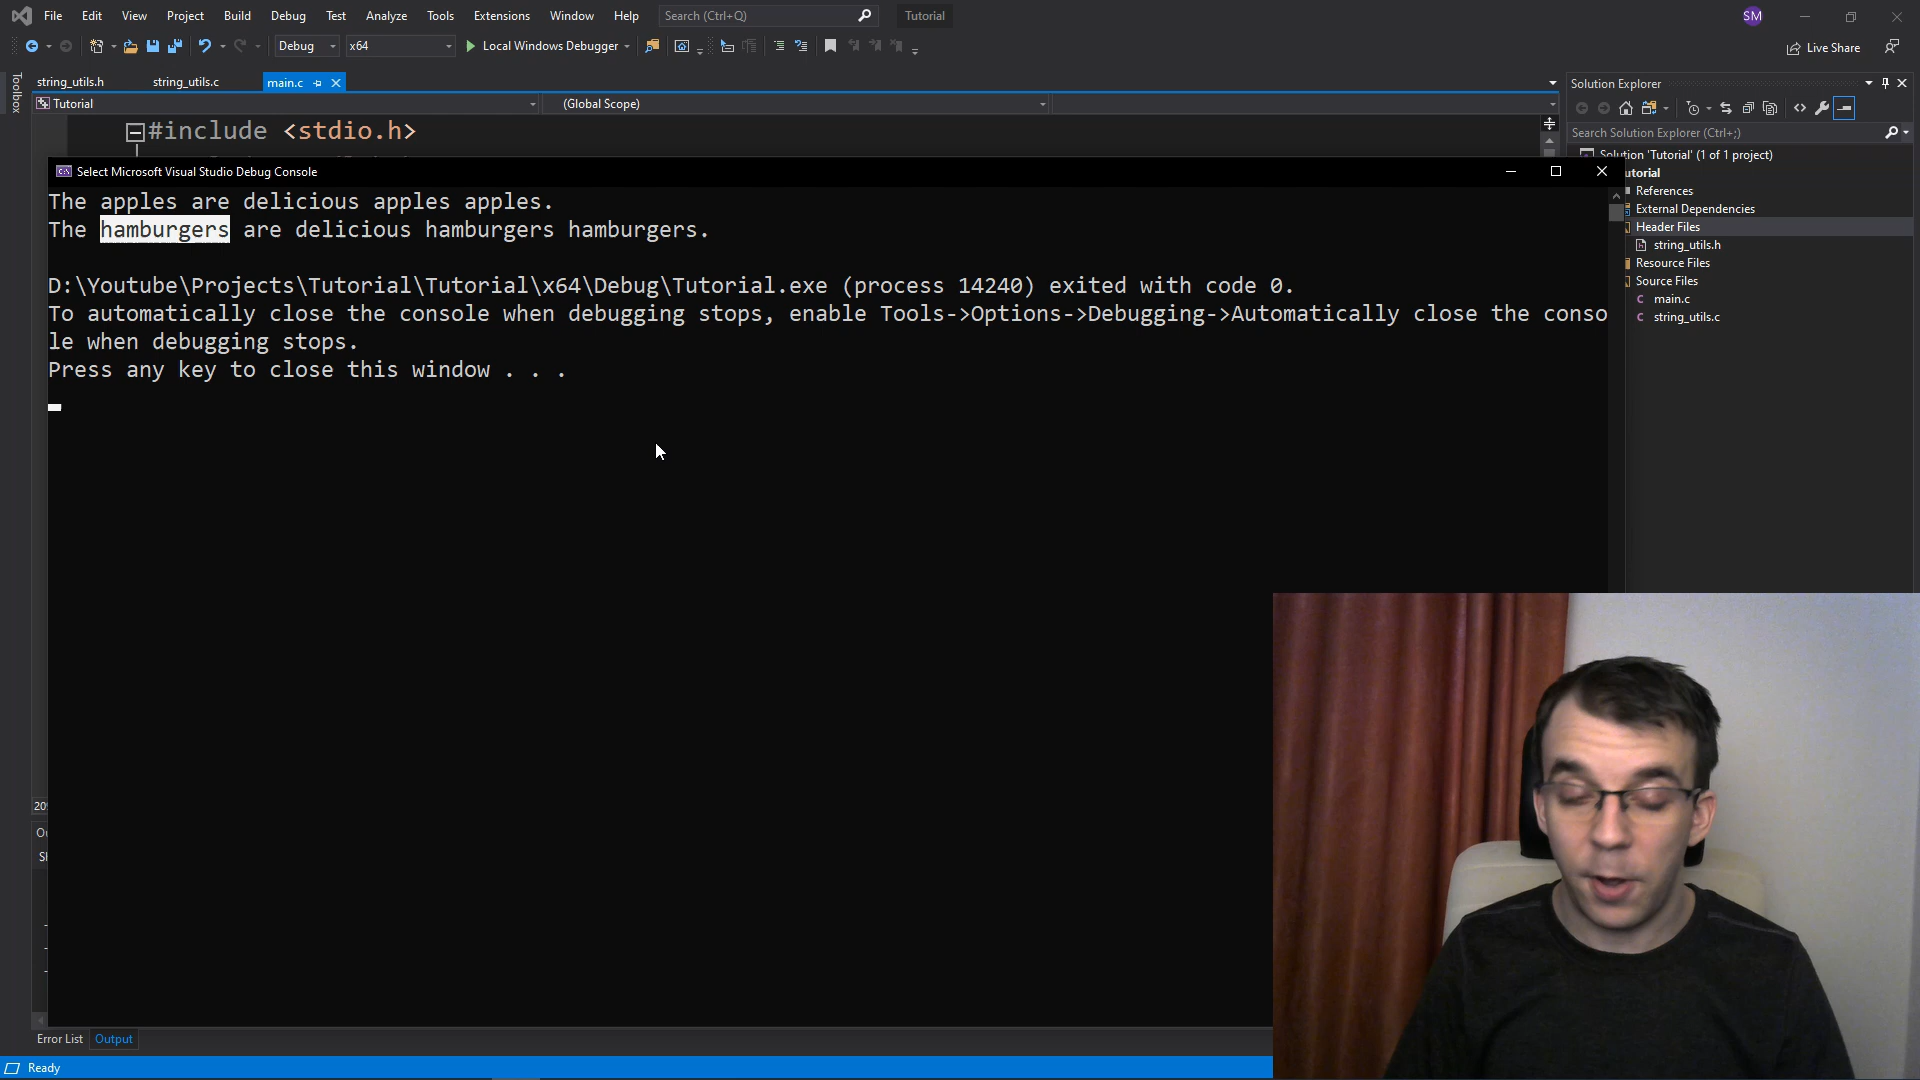 File Edit View Project Build Debug Test Analyze Tools Extensions Window Help Search (Ctrl+Q) Tutorial SM
Debug x64 Local Windows Debugger Live Share
Toolbox
string_utils.h string_utils.c main.c
Tutorial (Global Scope)
#include <stdio.h>
Select Microsoft Visual Studio Debug Console
The apples are delicious apples apples.
The hamburgers are delicious hamburgers hamburgers.
D:\Youtube\Projects\Tutorial\Tutorial\x64\Debug\Tutorial.exe (process 14240) exited with code 0.
To automatically close the console when debugging stops, enable Tools->Options->Debugging->Automatically close the conso
le when debugging stops.
Press any key to close this window . . .
Solution Explorer
Search Solution Explorer (Ctrl+;)
Solution 'Tutorial' (1 of 1 project)
utorial
References
External Dependencies
Header Files
string_utils.h
Resource Files
Source Files
main.c
string_utils.c
Error List Output
Ready